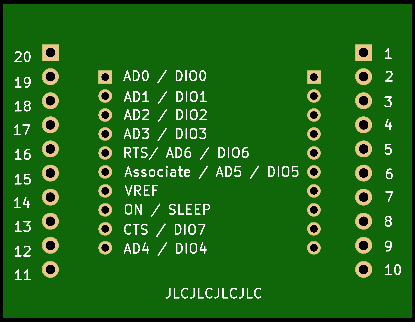 20 1
19 AD0 / DIO0 2
18 AD1 / DIO1 3
AD2 / DIO2
17 AD3 / DIO3 4
16 RTS/ AD6 / DIO6 5
15 Associate / AD5 / DIO5 6
14 VREF 7
ON / SLEEP
13 CTS / DIO7 8
12 AD4 / DIO4 9
11 10
JLCJLCJLCJLC